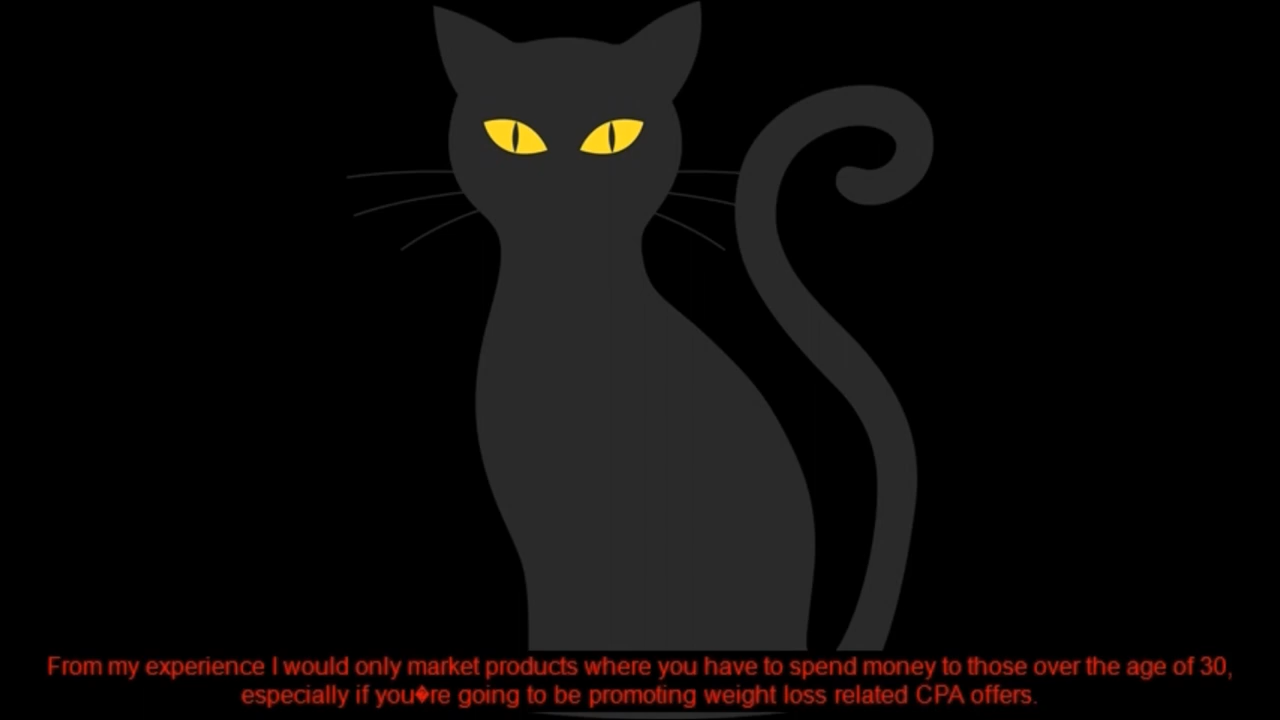 From my experience I would only market products where you have to spend money to those over the age of 30,
especially if you�re going to be promoting weight loss related CPA offers.